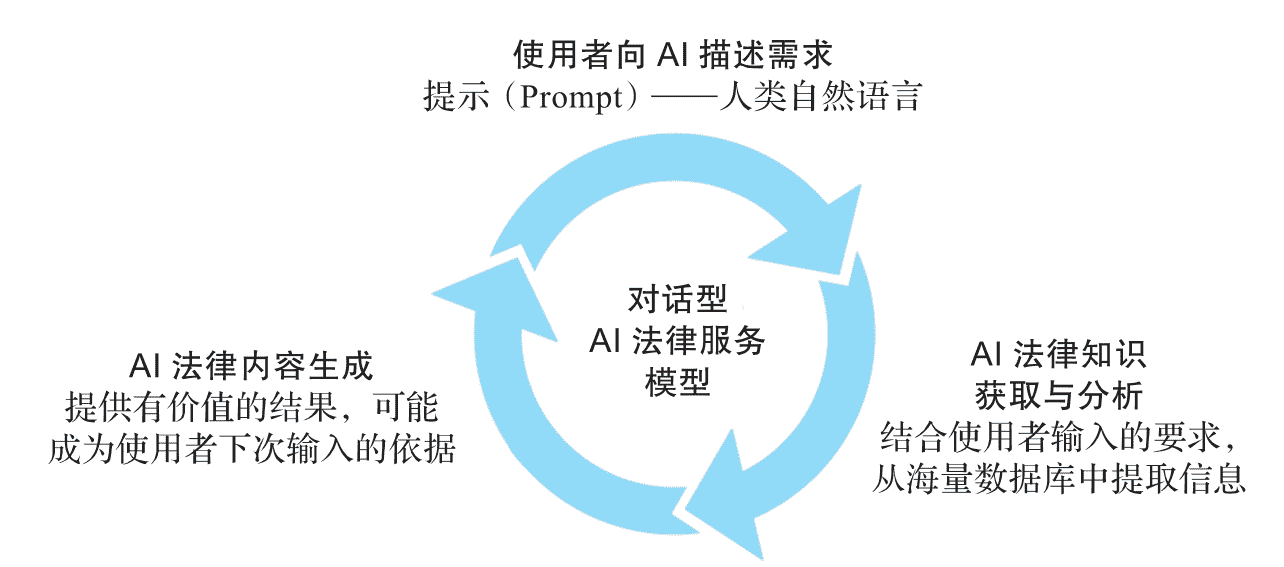 使用者向 AI 描述需求
提示（Prompt）——人类自然语言
对话型
AI 法律服务
模型
AI 法律知识
获取与分析
结合使用者输入的要求，
从海量数据库中提取信息
AI 法律内容生成
提供有价值的结果，可能
成为使用者下次输入的依据